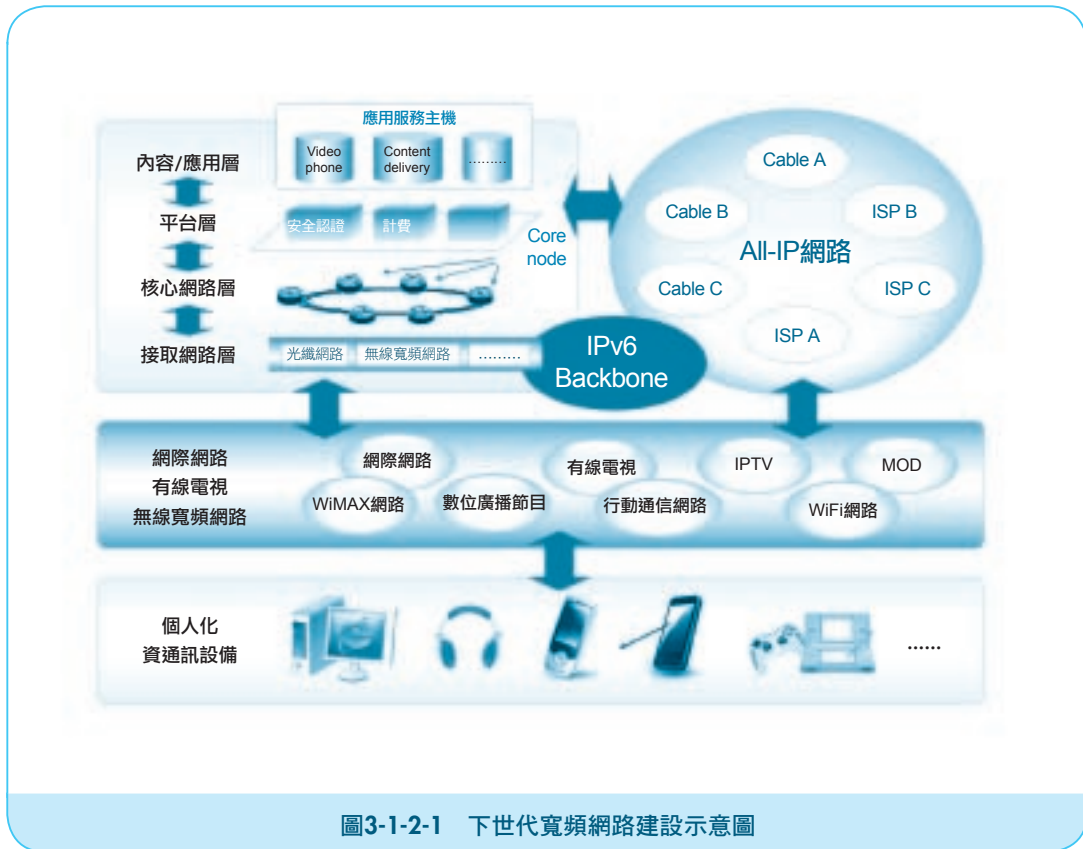 應用服務主機
內容/應用層
Video
phone
Content
delivery
.........
平台層
安全認證
計費
Core
node
核心網路層
接取網路層
光纖網路
無線寬頻網路
.........
IPv6
Backbone
Cable A
Cable B
ISP B
All-IP網路
Cable C
ISP C
ISP A
網際網路
有線電視
無線寬頻網路
網際網路
有線電視
IPTV
MOD
WiMAX網路
數位廣播節目
行動通信網路
WiFi網路
個人化
資通訊設備
......
圖3-1-2-1 下世代寬頻網路建設示意圖